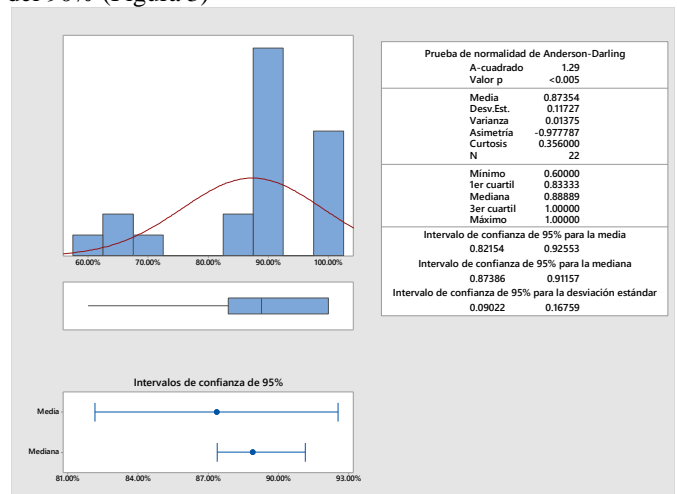 del 90% (Figura 3)
60.00% 70.00% 80.00% 90.00% 100.00%
Prueba de normalidad de Anderson-Darling
A-cuadrado 1.29
Valor p <0.005
Media 0.87354
Desv.Est. 0.11727
Varianza 0.01375
Asimetría -0.977787
Curtosis 0.356000
N 22
Mínimo 0.60000
1er cuartil 0.83333
Mediana 0.88889
3er cuartil 1.00000
Máximo 1.00000
Intervalo de confianza de 95% para la media
0.82154 0.92553
Intervalo de confianza de 95% para la mediana
0.87386 0.91157
Intervalo de confianza de 95% para la desviación estándar
0.09022 0.16759
Intervalos de confianza de 95%
Media
Mediana
81.00% 84.00% 87.00% 90.00% 93.00%